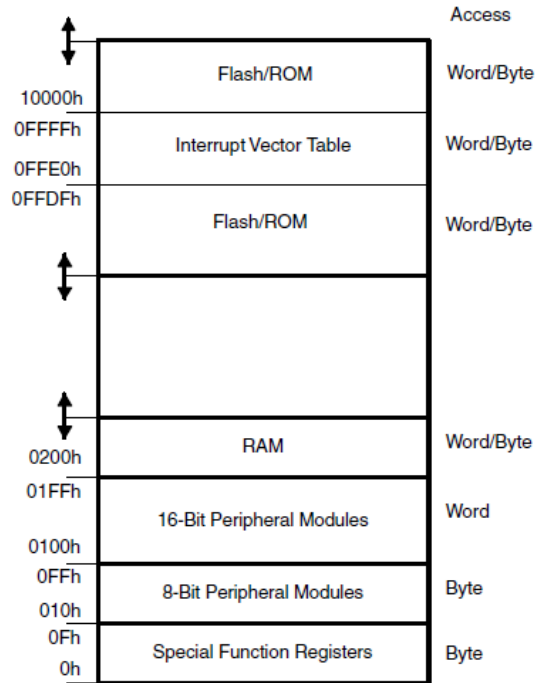 Access
Flash/ROM Word/Byte
10000h
0FFFFh
Interrupt Vector Table Word/Byte
0FFE0h
0FFDFh
Flash/ROM Word/Byte
RAM Word/Byte
0200h
01FFh
16-Bit Peripheral Modules Word
0100h
0FFh
8-Bit Peripheral Modules Byte
010h
0Fh
Special Function Registers Byte
0h